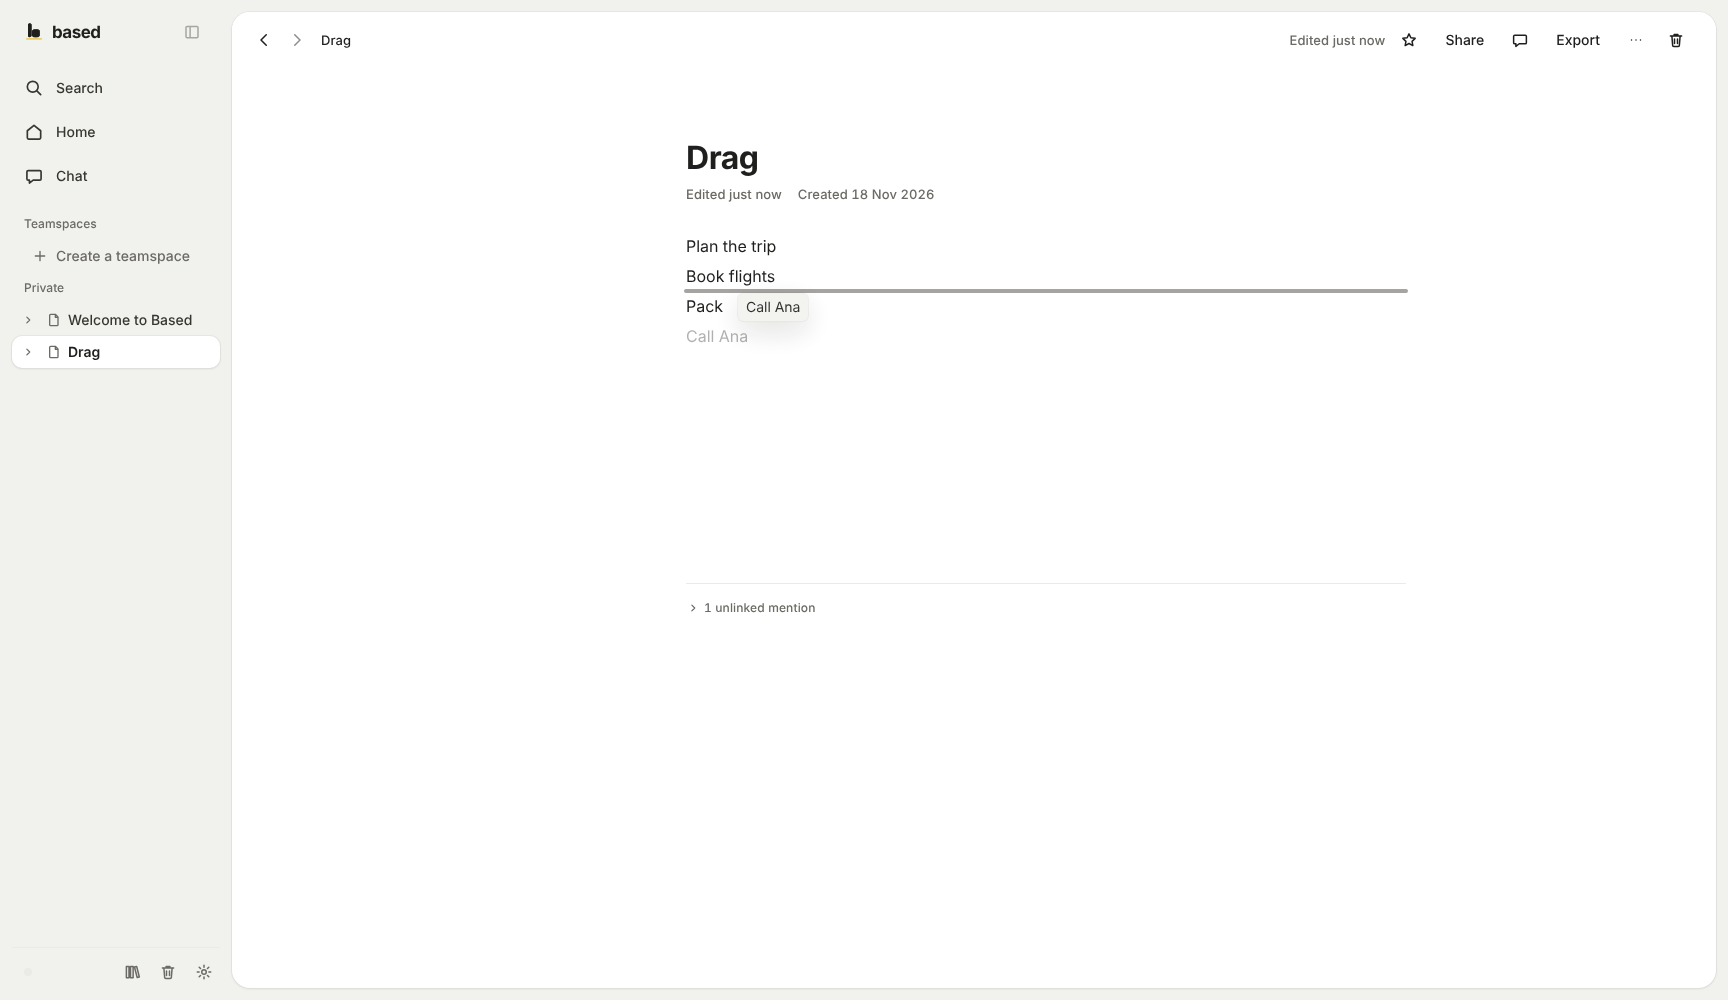 based
Search
Home
Chat
Teamspaces
Create a teamspace
Private
Welcome to Based
Drag
Drag
Edited just now
Share
Export
Drag
Edited just now Created 18 Nov 2026
Plan the trip
Book flights
Pack
Call Ana
Call Ana
1 unlinked mention